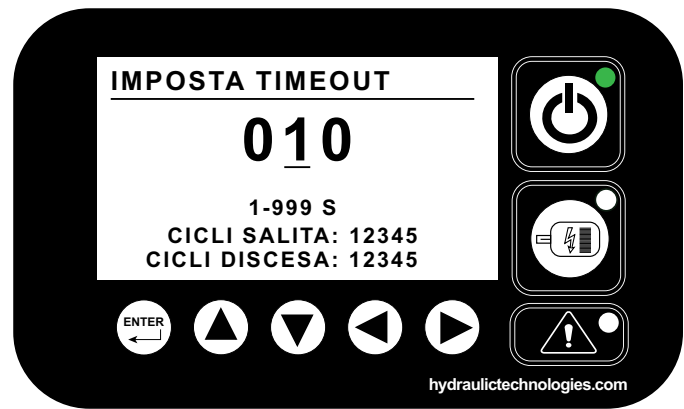 IMPOSTA TIMEOUT
010
1-999 S
CICLI SALITA: 12345
CICLI DISCESA: 12345
ENTER
hydraulictechnologies.com